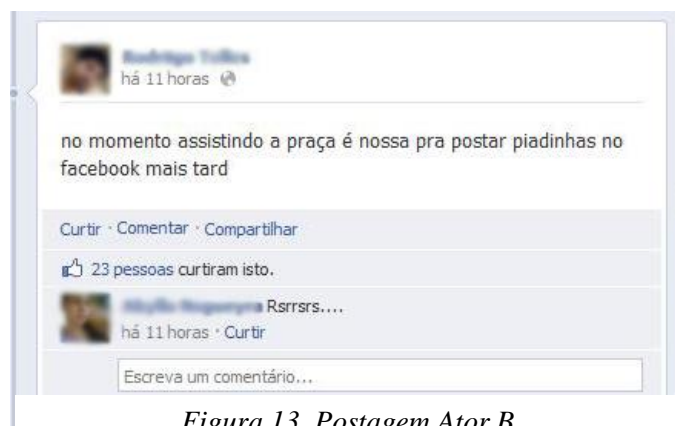 há 11 horas
no momento assistindo a praça é nossa pra postar piadinhas no
facebook mais tard
Curtir · Comentar · Compartilhar
23 pessoas curtiram isto.
Rsrrsrs....
há 11 horas · Curtir
Escreva um comentário...
Figura 13. Postagem Ator B